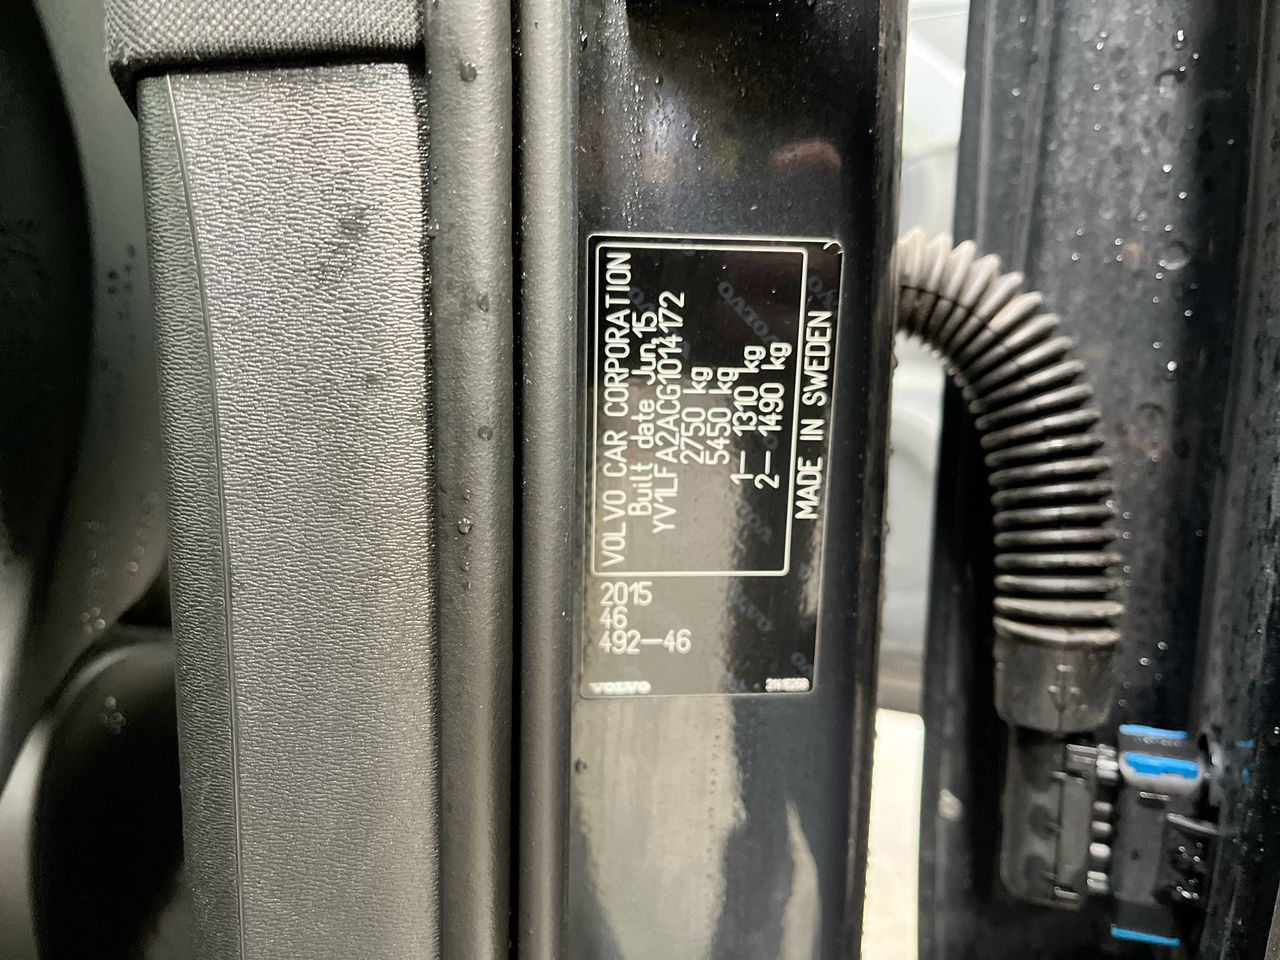 VOLVO CAR CORPORATION
Built date Jun,15
YV1LFA2ACG1014172
2750 kg
5450 kg
1– 1310 kg
2– 1490 kg
MADE IN SWEDEN
2015
46
492–46
VOLVO